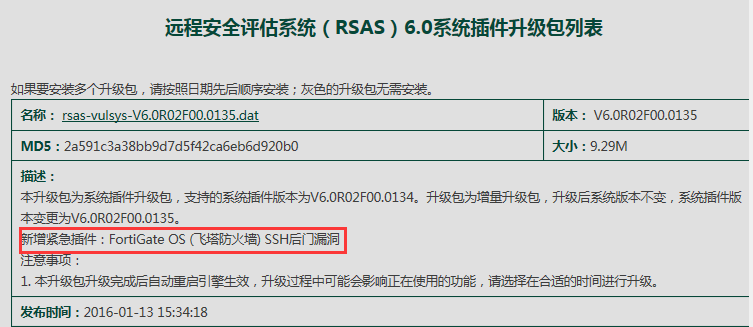 远程安全评估系统（RSAS）6.0系统插件升级包列表
如果要安装多个升级包，请按照日期先后顺序安装；灰色的升级包无需安装。
名称： rsas-vulsys-V6.0R02F00.0135.dat 版本： V6.0R02F00.0135
MD5：2a591c3a38bb9d7d5f42ca6eb6d920b0 大小：9.29M
描述：
本升级包为系统插件升级包，支持的系统插件版本为V6.0R02F00.0134。升级包为增量升级包，升级后系统版本不变，系统插件版
本变更为V6.0R02F00.0135。
新增紧急插件：FortiGate OS (飞塔防火墙) SSH后门漏洞
注意事项：
1. 本升级包升级完成后自动重启引擎生效，升级过程中可能会影响正在使用的功能，请选择在合适的时间进行升级。
发布时间：2016-01-13 15:34:18